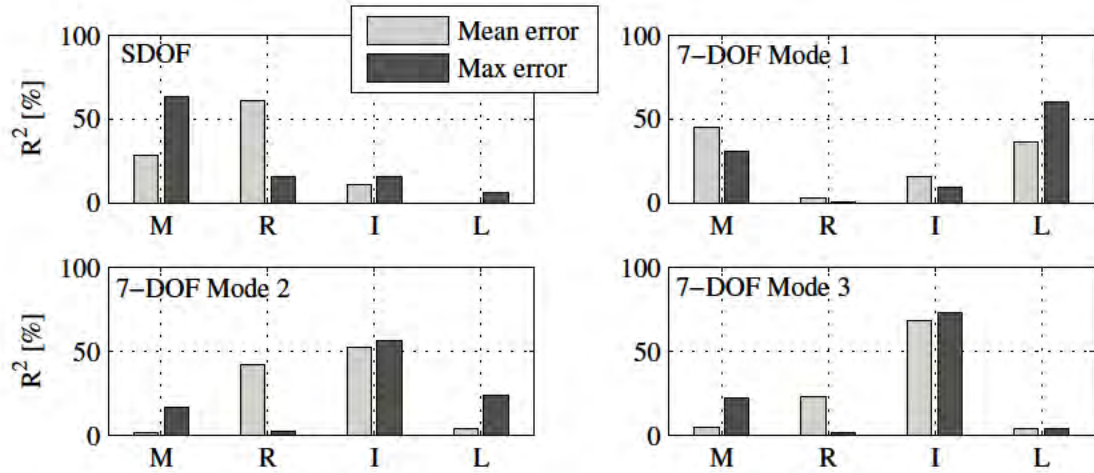 Mean error
Max error
SDOF
R² [%]
100
50
0
M R I L
7−DOF Mode 1
100
50
0
M R I L
7−DOF Mode 2
R² [%]
100
50
0
M R I L
7−DOF Mode 3
100
50
0
M R I L